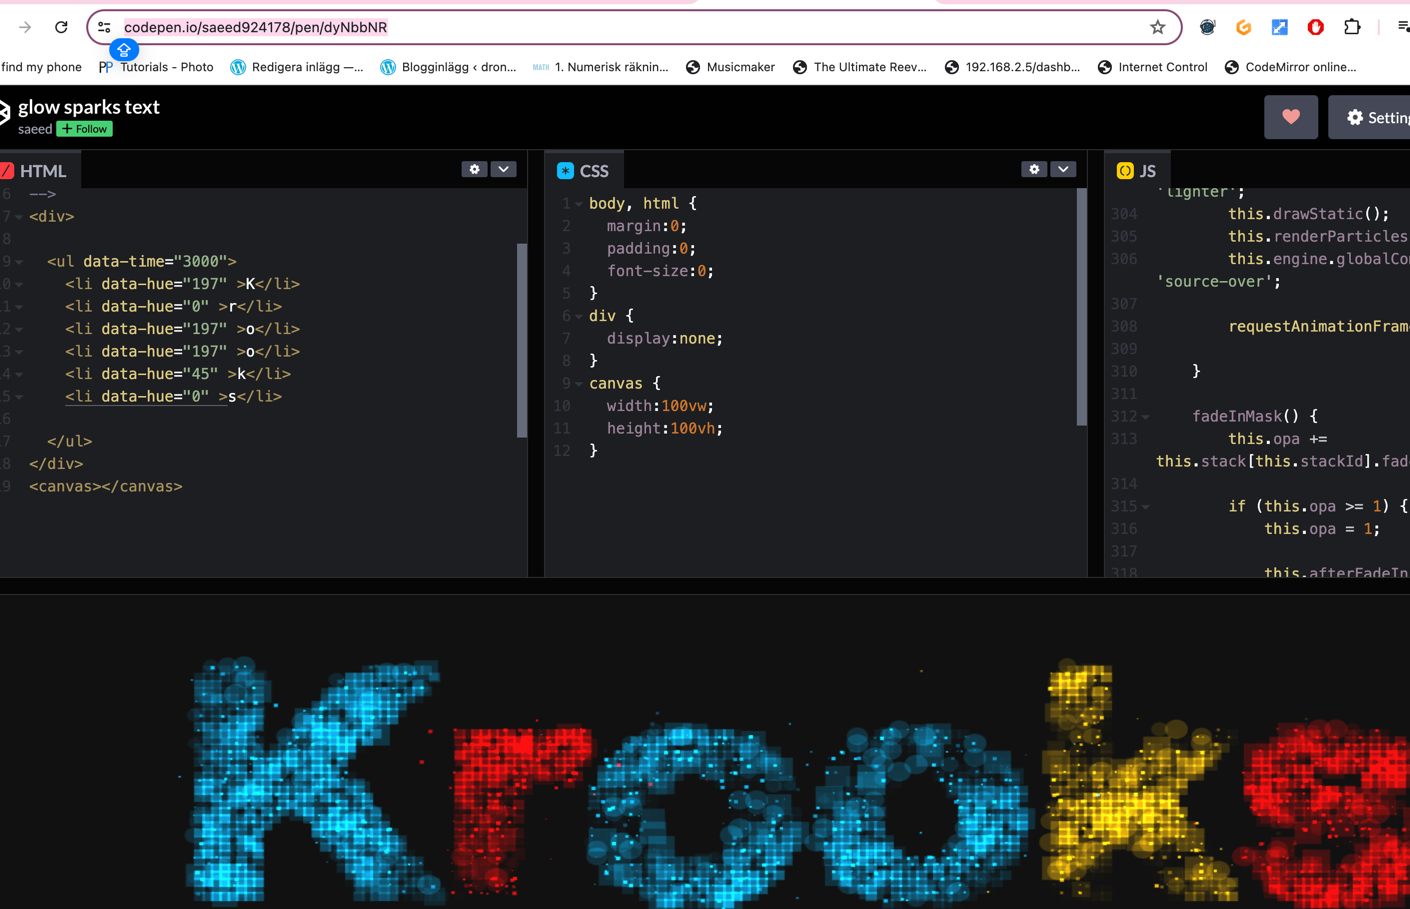 codepen.io/saeed924178/pen/dyNbbNR
find my phone Tutorials - Photo Redigera inlägg —... Blogginlägg ‹ dron... MATH 1. Numerisk räknin... Musicmaker The Ultimate Reev... 192.168.2.5/dashb... Internet Control CodeMirror online...
glow sparks text
saeed + Follow
Setting
HTML
6 -->
7 <div>
8
9 <ul data-time="3000">
0 <li data-hue="197" >K</li>
1 <li data-hue="0" >r</li>
2 <li data-hue="197" >o</li>
3 <li data-hue="197" >o</li>
4 <li data-hue="45" >k</li>
5 <li data-hue="0" >s</li>
6
7 </ul>
8 </div>
9 <canvas></canvas>
CSS
1 body, html {
2 margin:0;
3 padding:0;
4 font-size:0;
5 }
6 div {
7 display:none;
8 }
9 canvas {
10 width:100vw;
11 height:100vh;
12 }
JS
'lighter';
304 this.drawStatic();
305 this.renderParticles
306 this.engine.globalCom
'source-over';
307
308 requestAnimationFram
309
310 }
311
312 fadeInMask() {
313 this.opa +=
this.stack[this.stackId].fad
314
315 if (this.opa >= 1) {
316 this.opa = 1;
317
318 this.afterFadeIn
Krooks